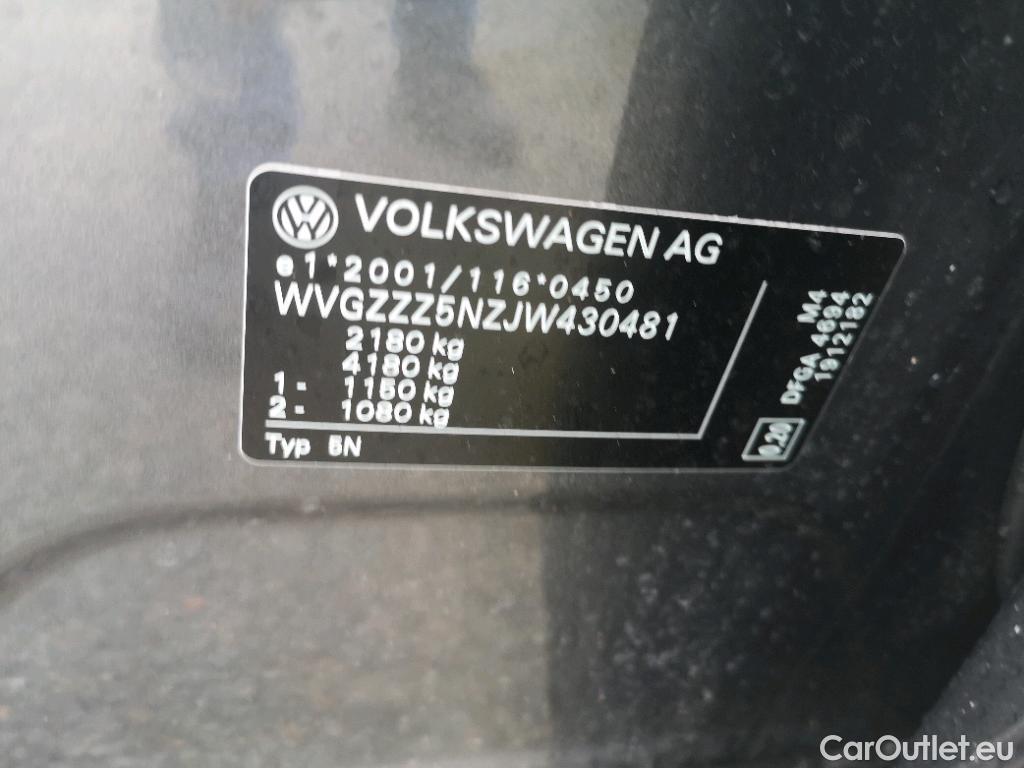 VOLKSWAGEN AG
e1*2001/116*0450
WVGZZZ5NZJW430481
2180 kg
4180 kg
1- 1150 kg
2- 1080 kg
Typ 5N
M4
DFGA 4694
1912182
0,20
CarOutlet.eu